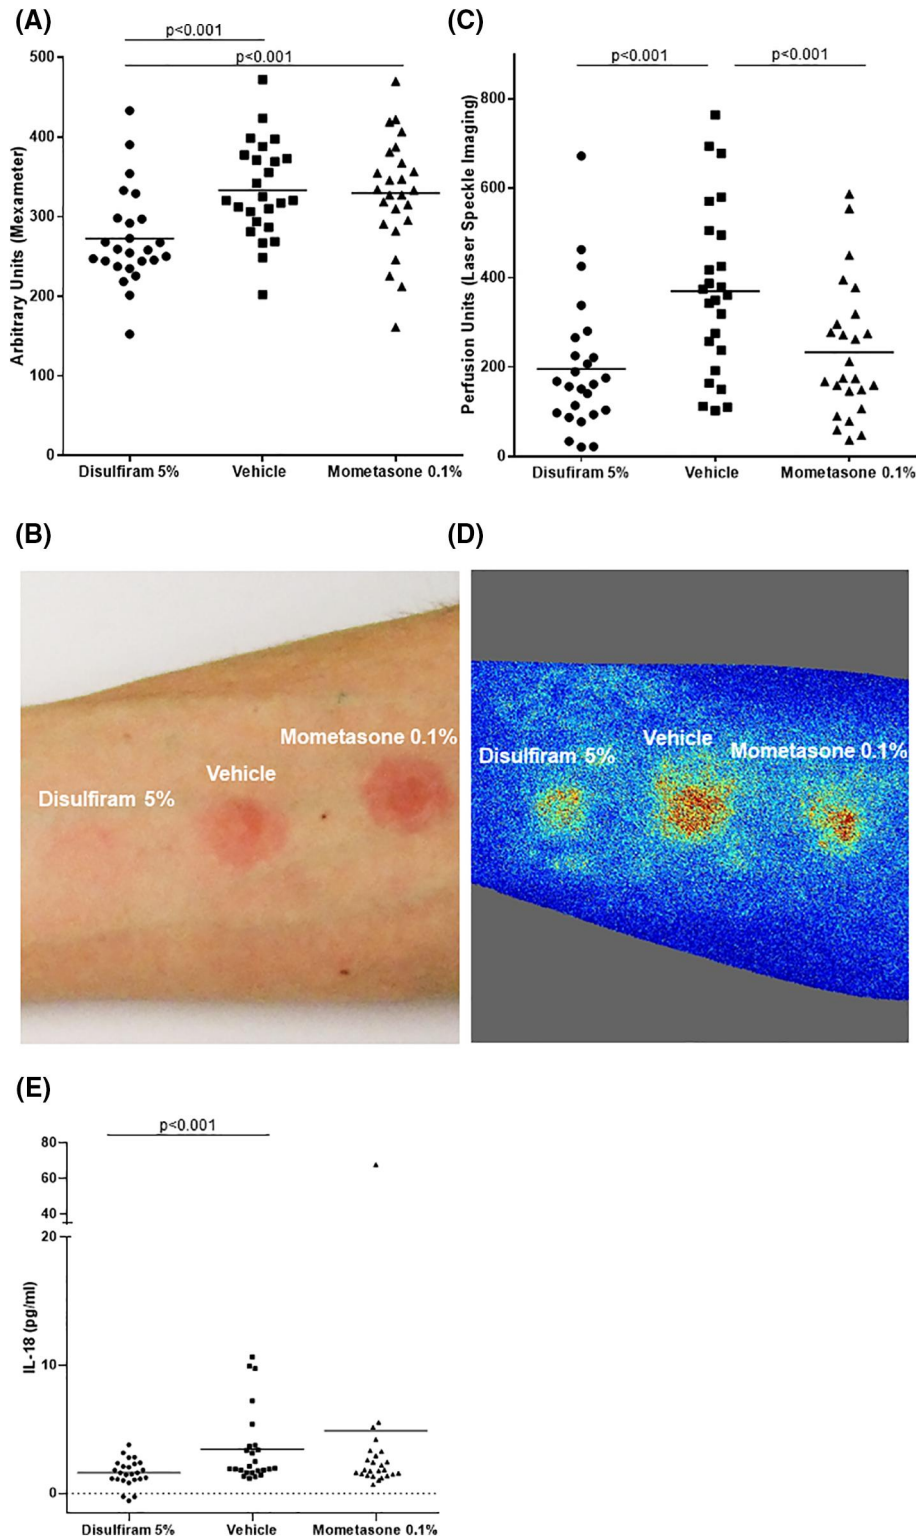 (A)
p<0.001
p<0.001
500
400
300
200
100
0
Arbitrary Units (Mexameter)
Disulfiram 5% Vehicle Mometasone 0.1%
(C)
p<0.001 p<0.001
800
600
400
200
0
Perfusion Units (Laser Speckle Imaging)
Disulfiram 5% Vehicle Mometasone 0.1%
(B)
Mometasone 0.1%
Vehicle
Disulfiram 5%
(D)
Vehicle
Disulfiram 5% Mometasone 0.1%
(E)
p<0.001
80
60
40
20
10
0
IL-18 (pg/ml)
Disulfiram 5% Vehicle Mometasone 0.1%